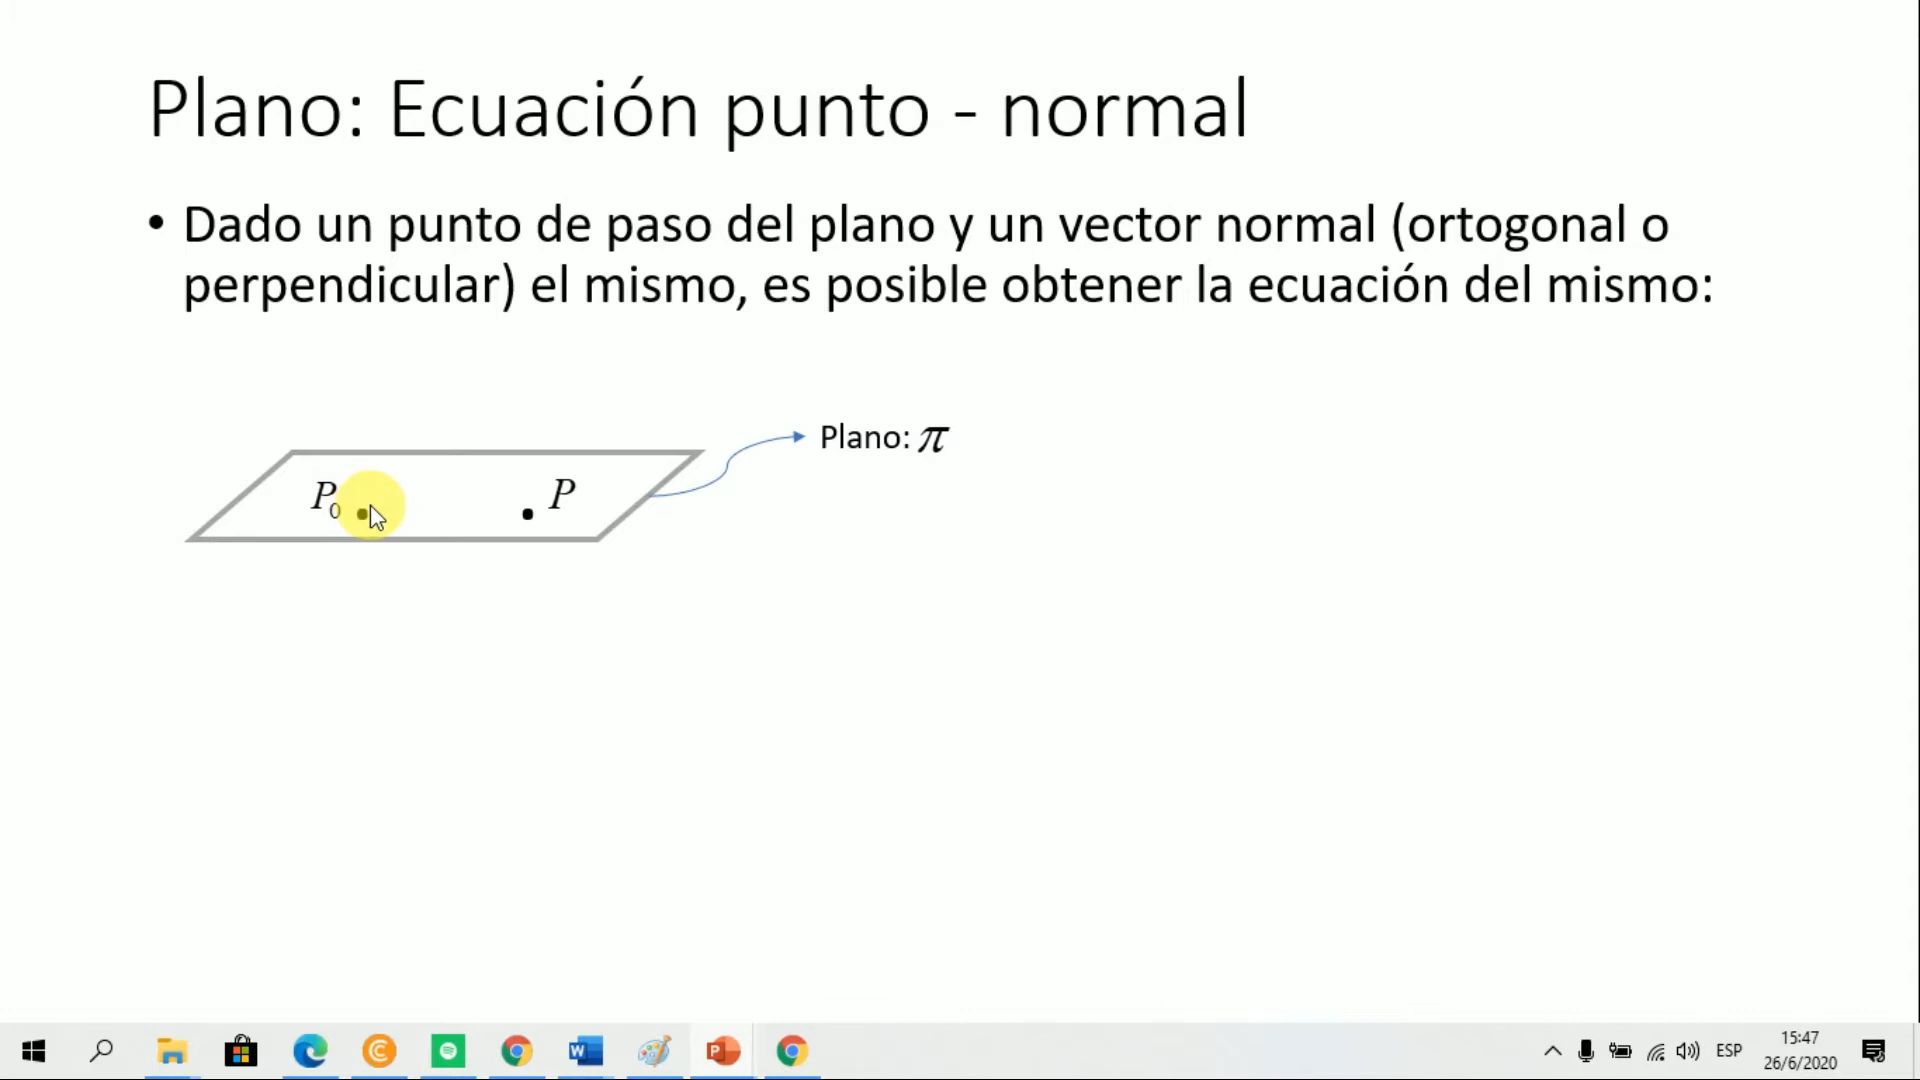 Plano: Ecuación punto - normal
• Dado un punto de paso del plano y un vector normal (ortogonal o
perpendicular) el mismo, es posible obtener la ecuación del mismo:
Plano: π
P₀
P
ESP
15:47
26/6/2020